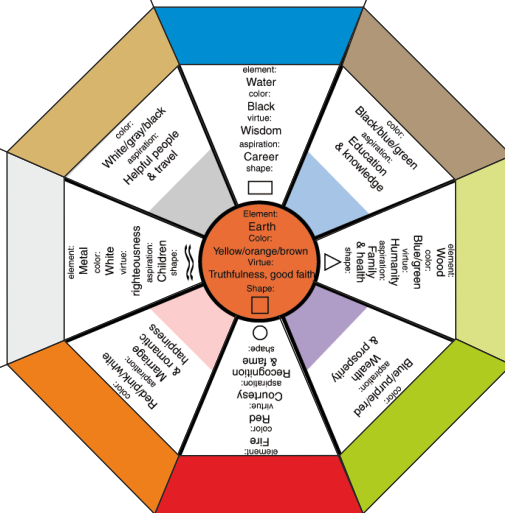 element:
Water
color:
Black
virtue:
Wisdom
aspiration:
Career
shape:
color:
Black/blue/green
aspiration:
Education
& knowledge
element:
Wood
color:
Blue/green
virtue:
Humanity
aspiration:
Family
& health
shape:
color:
Blue/purple/red
aspiration:
Wealth
& prosperity
element:
Fire
color:
Red
virtue:
Courtesy
aspiration:
Recognition
& fame
shape:
color:
Red/pink/white
aspiration:
Marriage
& romantic
happiness
element:
Metal
color:
White
virtue:
righteousness
aspiration:
Children
shape:
color:
White/gray/black
aspiration:
Helpful people
& travel
Element:
Earth
Color:
Yellow/orange/brown
Virtue:
Truthfulness, good faith
Shape: